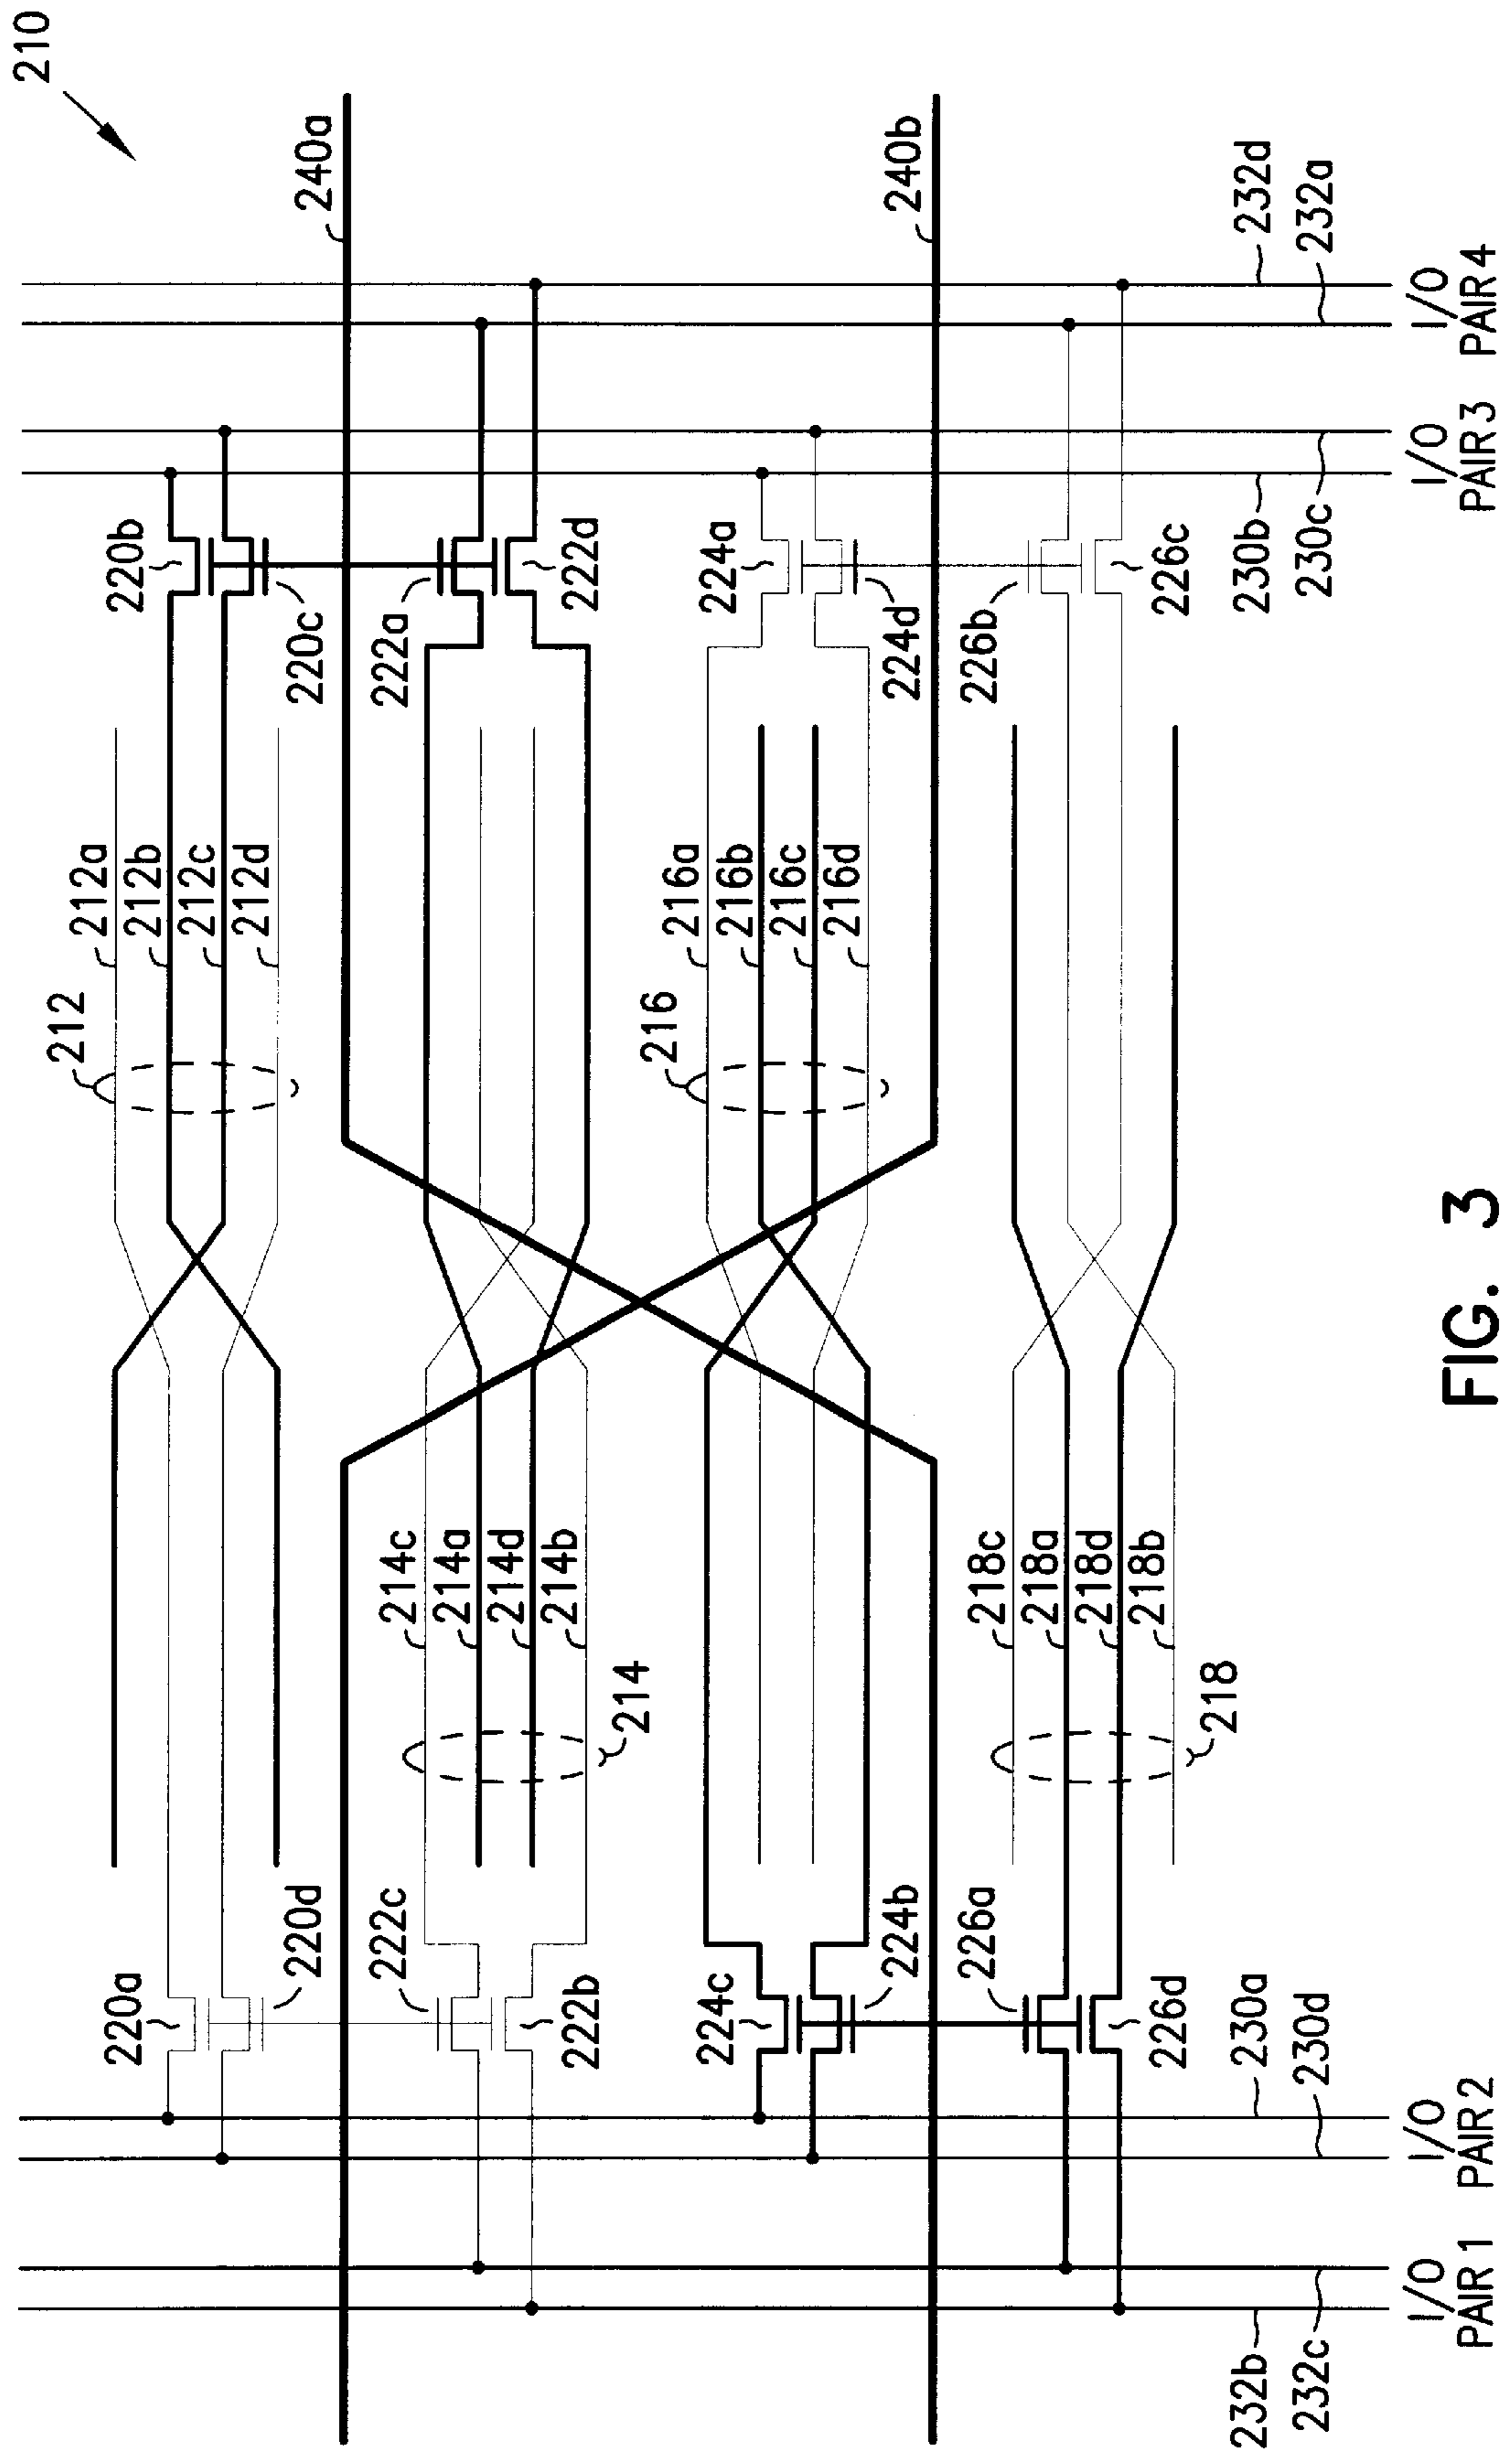 210
240a
240b
232d
232a
I/O
PAIR 4
I/O
PAIR 3
230b
230c
220b
220c
222a
222d
224a
224d
226b
226c
212
212a
212b
212c
212d
216
216a
216b
216c
216d
214c
214a
214d
214b
214
218c
218a
218d
218b
218
220a
220d
222c
222b
224c
224b
226a
226d
230a
230d
I/O
PAIR 2
I/O
PAIR 1
232b
232c
FIG. 3